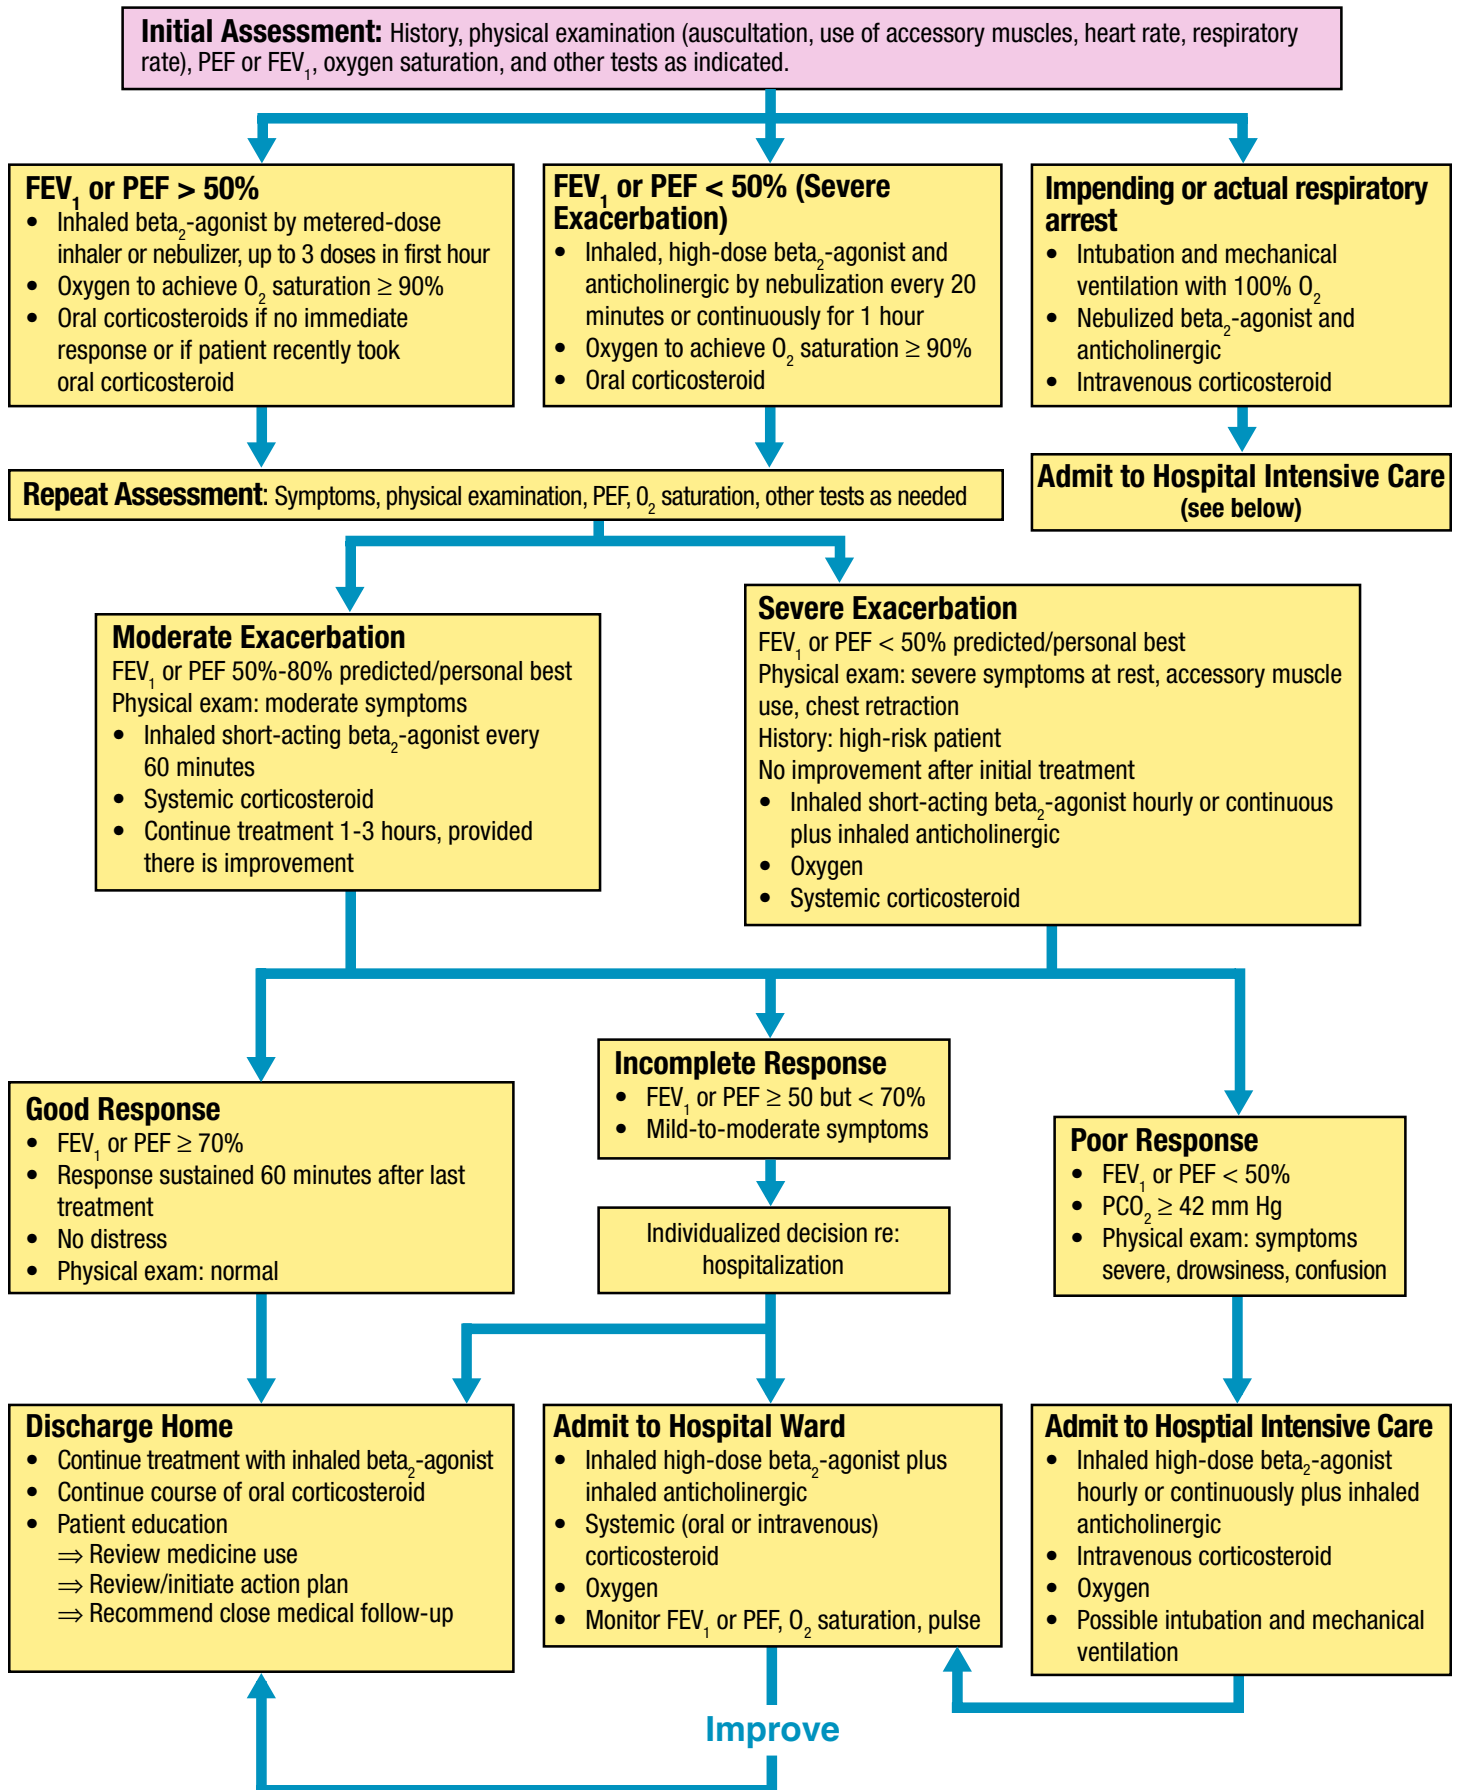 Initial Assessment: History, physical examination (auscultation, use of accessory muscles, heart rate, respiratory
rate), PEF or FEV₁, oxygen saturation, and other tests as indicated.
FEV₁ or PEF > 50%
• Inhaled beta₂-agonist by metered-dose
inhaler or nebulizer, up to 3 doses in first hour
• Oxygen to achieve O₂ saturation ≥ 90%
• Oral corticosteroids if no immediate
response or if patient recently took
oral corticosteroid
FEV₁ or PEF < 50% (Severe
Exacerbation)
• Inhaled, high-dose beta₂-agonist and
anticholinergic by nebulization every 20
minutes or continuously for 1 hour
• Oxygen to achieve O₂ saturation ≥ 90%
• Oral corticosteroid
Impending or actual respiratory
arrest
• Intubation and mechanical
ventilation with 100% O₂
• Nebulized beta₂-agonist and
anticholinergic
• Intravenous corticosteroid
Repeat Assessment: Symptoms, physical examination, PEF, 0₂ saturation, other tests as needed
Admit to Hospital Intensive Care
(see below)
Moderate Exacerbation
FEV₁ or PEF 50%-80% predicted/personal best
Physical exam: moderate symptoms
• Inhaled short-acting beta₂-agonist every
60 minutes
• Systemic corticosteroid
• Continue treatment 1-3 hours, provided
there is improvement
Severe Exacerbation
FEV₁ or PEF < 50% predicted/personal best
Physical exam: severe symptoms at rest, accessory muscle
use, chest retraction
History: high-risk patient
No improvement after initial treatment
• Inhaled short-acting beta₂-agonist hourly or continuous
plus inhaled anticholinergic
• Oxygen
• Systemic corticosteroid
Good Response
• FEV₁ or PEF ≥ 70%
• Response sustained 60 minutes after last
treatment
• No distress
• Physical exam: normal
Incomplete Response
• FEV₁ or PEF ≥ 50 but < 70%
• Mild-to-moderate symptoms
Individualized decision re:
hospitalization
Poor Response
• FEV₁ or PEF < 50%
• PCO₂ ≥ 42 mm Hg
• Physical exam: symptoms
severe, drowsiness, confusion
Discharge Home
• Continue treatment with inhaled beta₂-agonist
• Continue course of oral corticosteroid
• Patient education
⇒ Review medicine use
⇒ Review/initiate action plan
⇒ Recommend close medical follow-up
Admit to Hospital Ward
• Inhaled high-dose beta₂-agonist plus
inhaled anticholinergic
• Systemic (oral or intravenous)
corticosteroid
• Oxygen
• Monitor FEV₁ or PEF, O₂ saturation, pulse
Admit to Hosptial Intensive Care
• Inhaled high-dose beta₂-agonist
hourly or continuously plus inhaled
anticholinergic
• Intravenous corticosteroid
• Oxygen
• Possible intubation and mechanical
ventilation
Improve